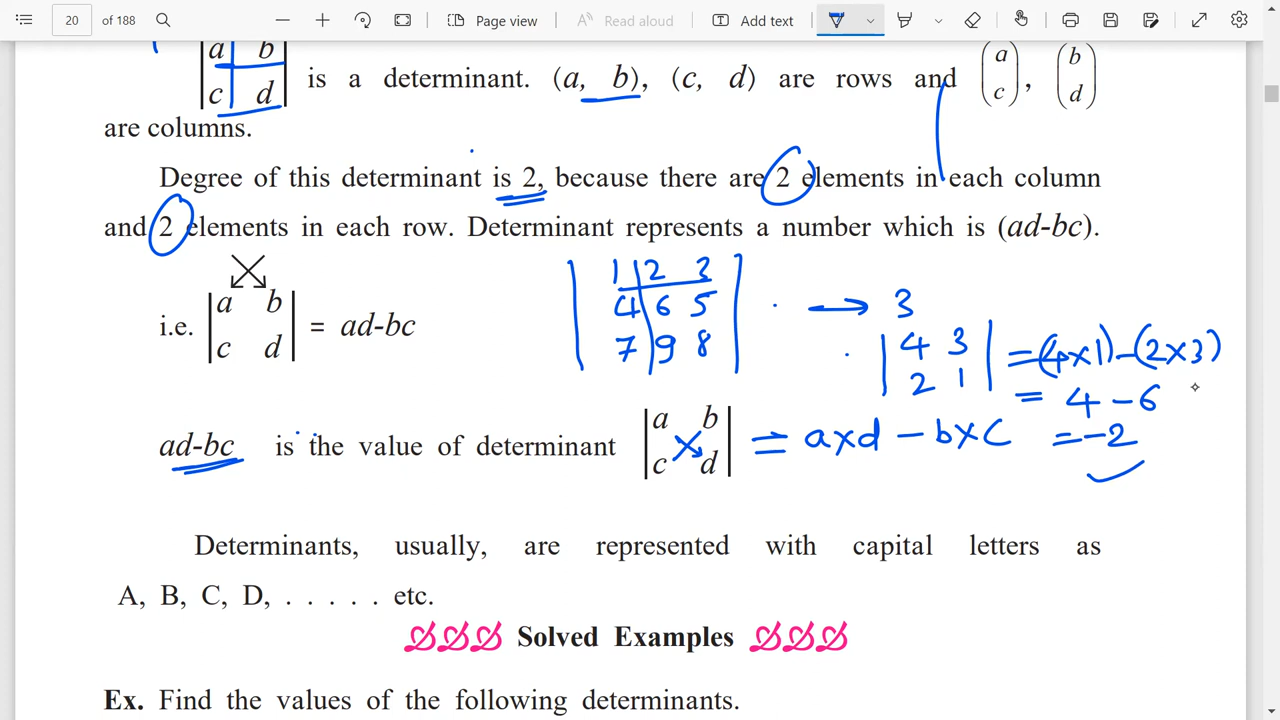 20 of 188
Page view
Read aloud
Add text
|a b|
|c d| is a determinant. (a, b), (c, d) are rows and (a c), (b d)
are columns.
Degree of this determinant is 2, because there are 2 elements in each column
and 2 elements in each row. Determinant represents a number which is (ad-bc).
i.e. |a b|
|c d| = ad-bc
1 2 3
4 6 5
7 9 8
→ 3
|4 3|
|2 1| = (4×1) - (2×3)
= 4 - 6
= -2
ad-bc is the value of determinant |a b|
|c d| = a×d - b×c
Determinants, usually, are represented with capital letters as
A, B, C, D, . . . . . etc.
Solved Examples
Ex. Find the values of the following determinants.